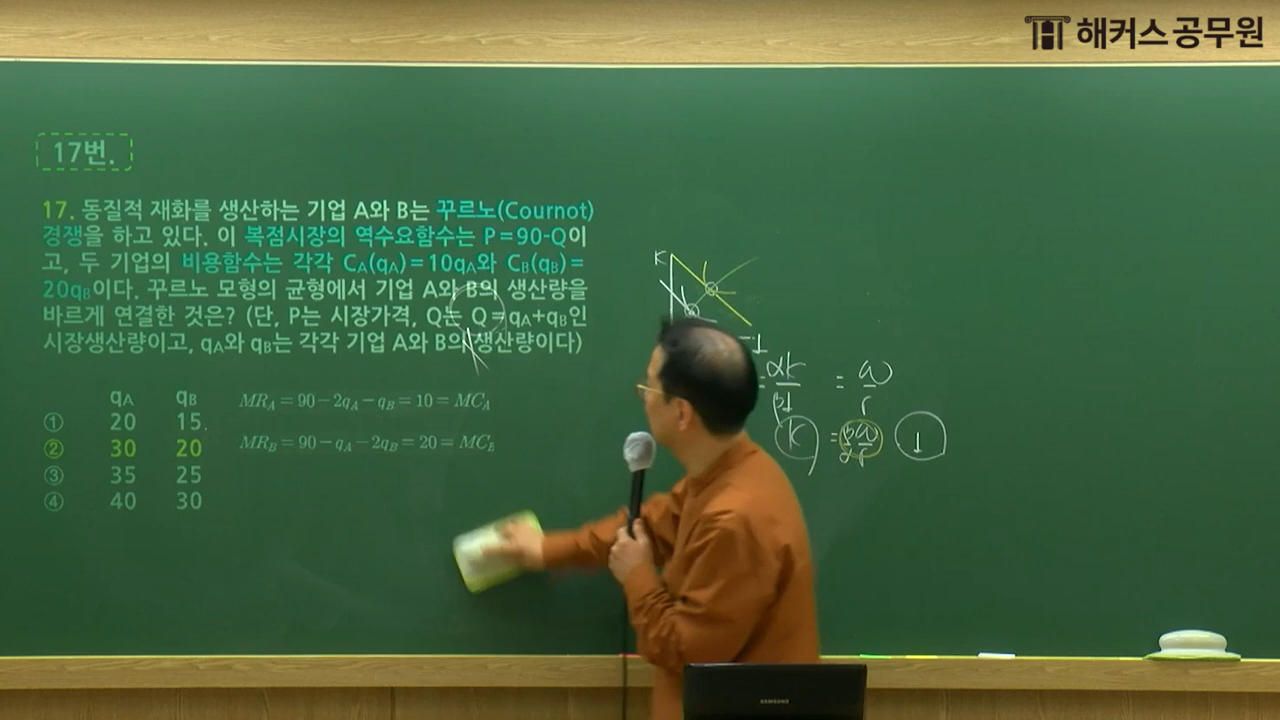 해커스공무원
17번.
17. 동질적 재화를 생산하는 기업 A와 B는 꾸르노(Cournot)
경쟁을 하고 있다. 이 복점시장의 역수요함수는 P=90-Q이
고, 두 기업의 비용함수는 각각 CA(qA)=10qA와 CB(qB)=
20qB이다. 꾸르노 모형의 균형에서 기업 A와 B의 생산량을
바르게 연결한 것은? (단, P는 시장가격, Q는 Q=qA+qB인
시장생산량이고, qA와 qB는 각각 기업 A와 B의 생산량이다)
qA qB
① 20 15
② 30 20
③ 35 25
④ 40 30
MRA = 90 − 2qA − qB = 10 = MCA
MRB = 90 − qA − 2qB = 20 = MCB
K
= αk = w
r
K =
SAMSUNG